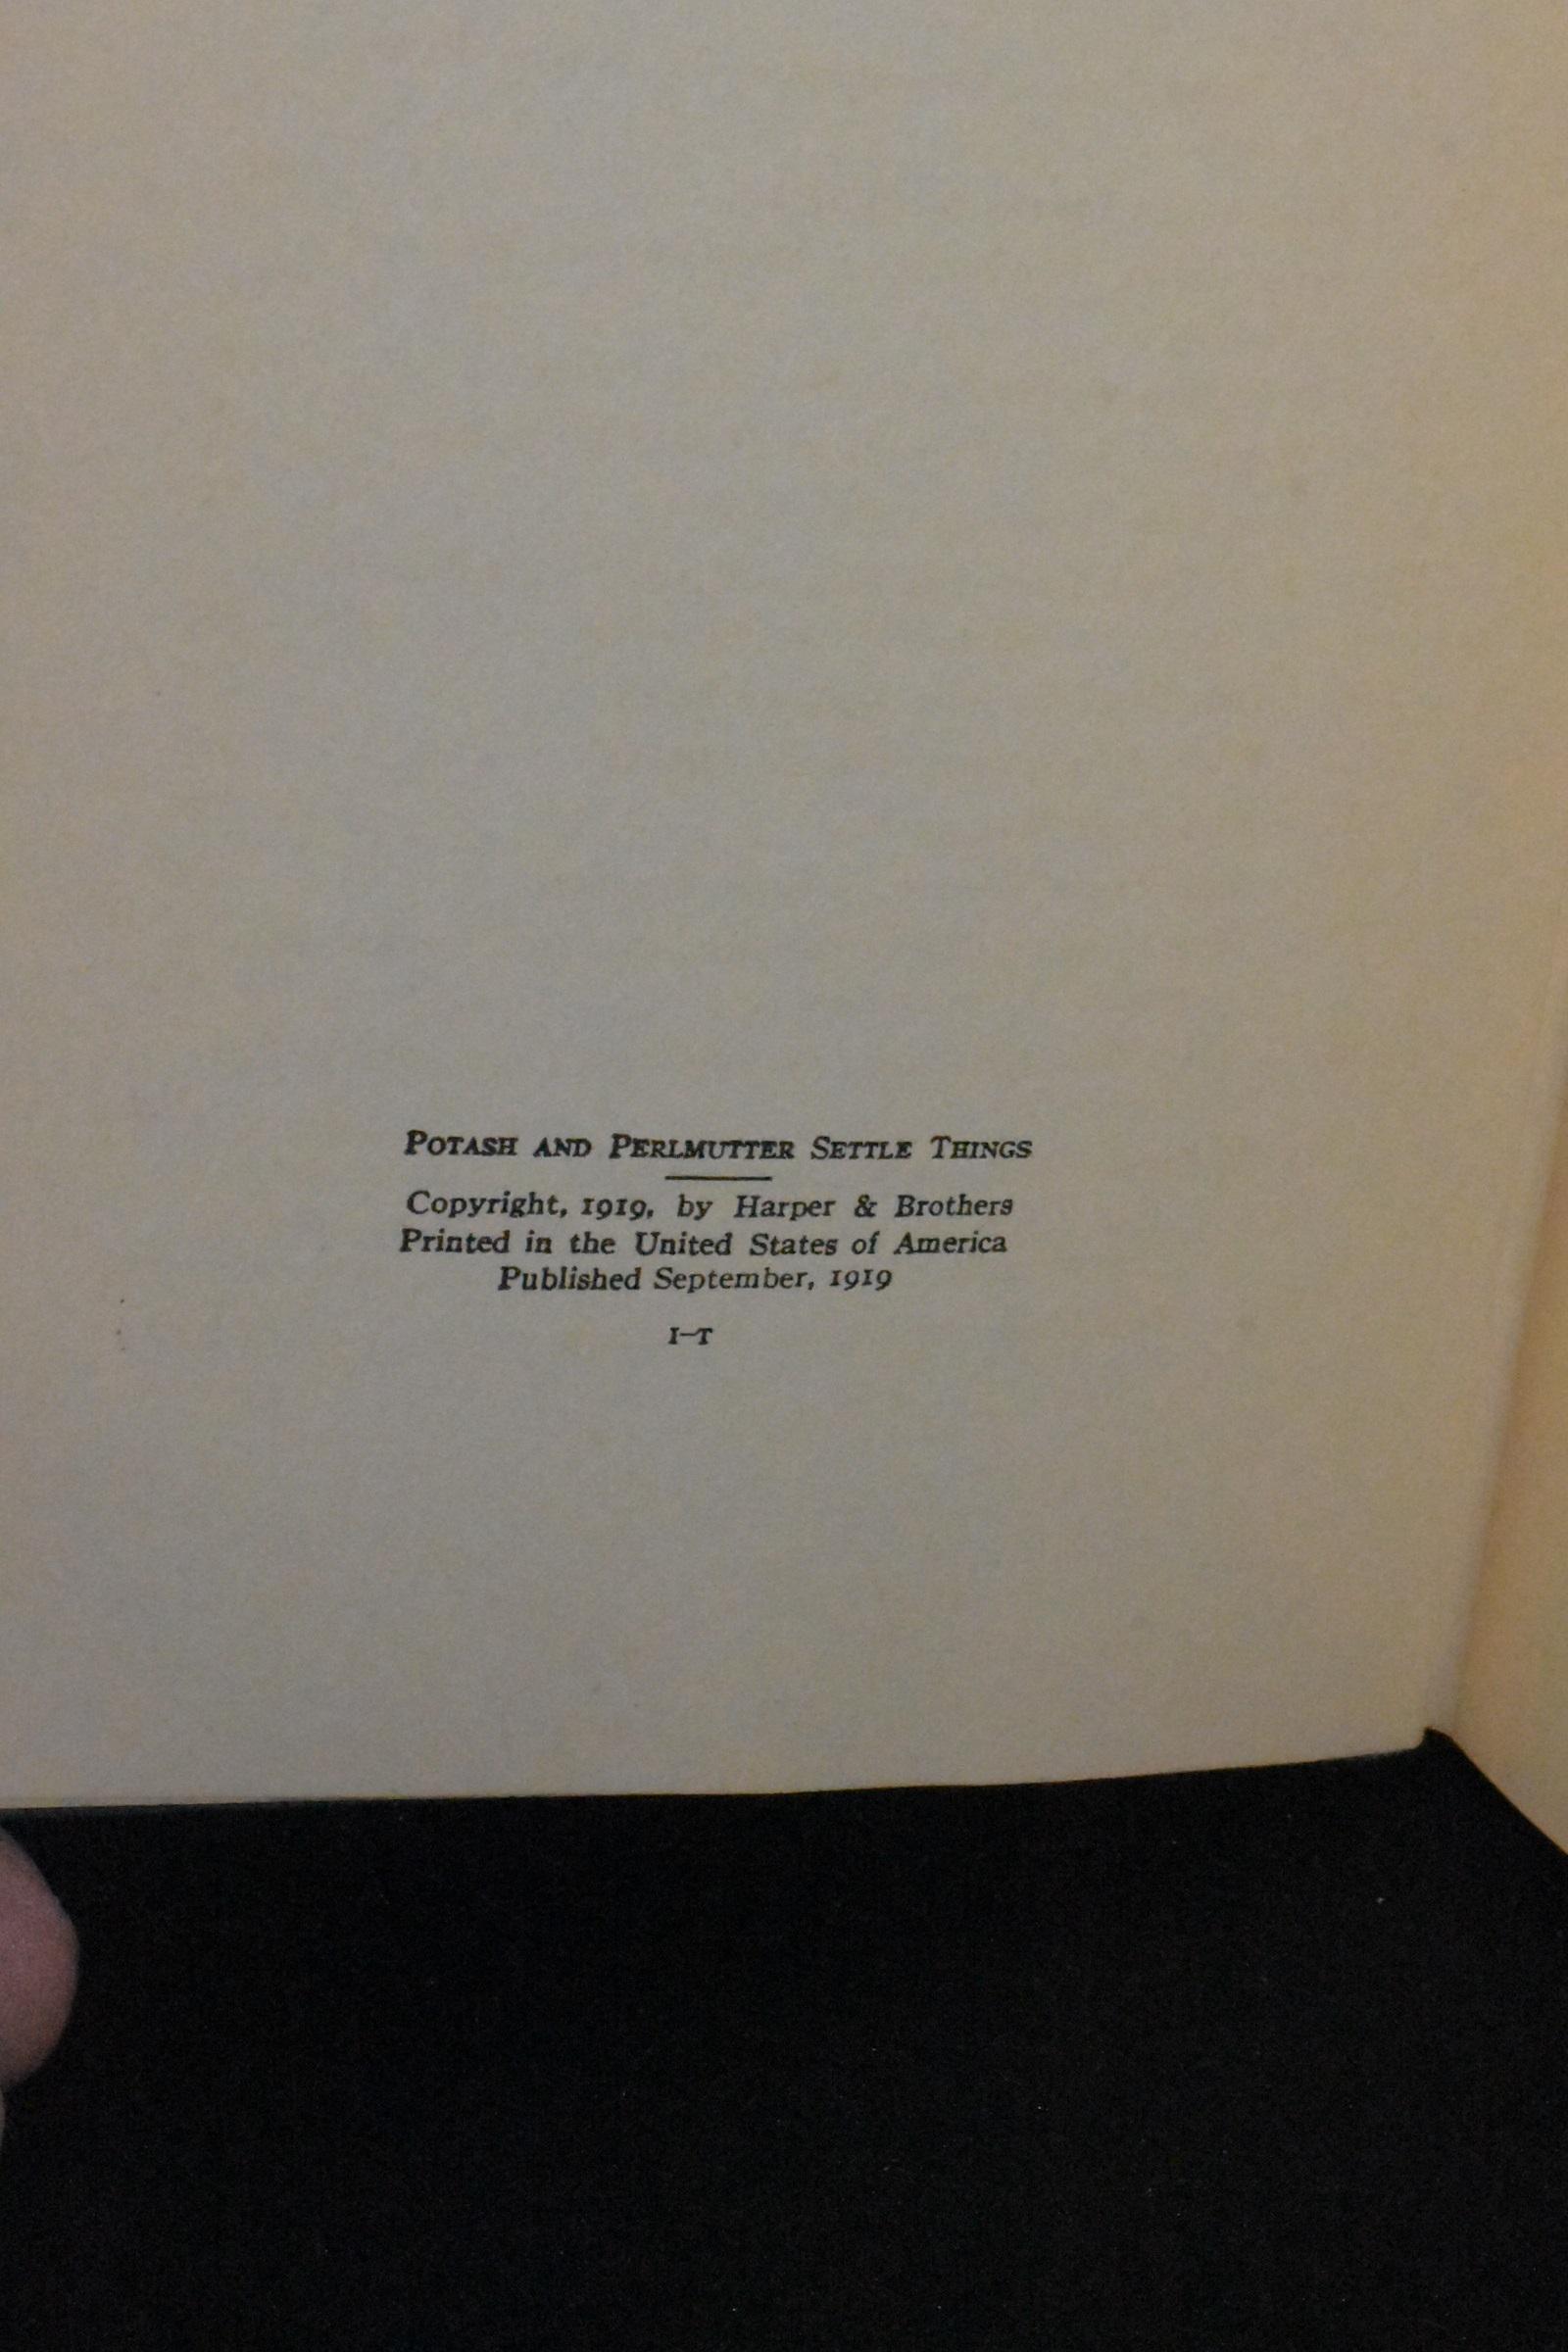 POTASH AND PERLMUTTER SETTLE THINGS
Copyright, 1919, by Harper & Brothers
Printed in the United States of America
Published September, 1919
I-T